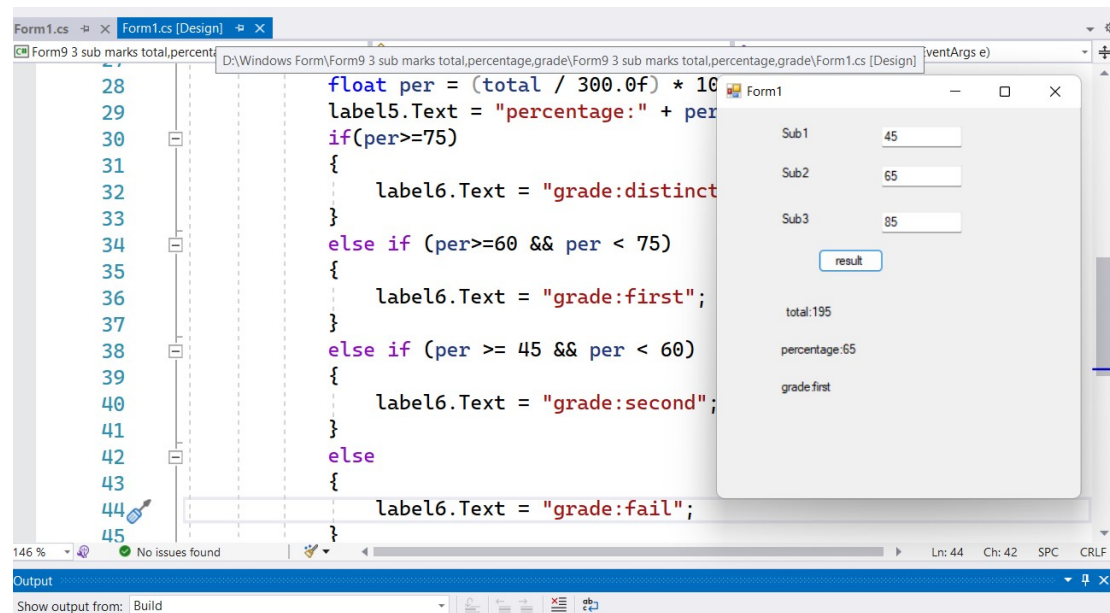 Form1.cs Form1.cs [Design]
Form9 3 sub marks total,percenta
EventArgs e)
D:\Windows Form\Form9 3 sub marks total,percentage,grade\Form9 3 sub marks total,percentage,grade\Form1.cs [Design]
28 float per = (total / 300.0f) * 10
29 label5.Text = "percentage:" + per
30 if(per>=75)
31 {
32 label6.Text = "grade:distinct
33 }
34 else if (per>=60 && per < 75)
35 {
36 label6.Text = "grade:first";
37 }
38 else if (per >= 45 && per < 60)
39 {
40 label6.Text = "grade:second";
41 }
42 else
43 {
44 label6.Text = "grade:fail";
45 }
Form1
Sub1 45
Sub2 65
Sub3 85
result
total:195
percentage:65
grade:first
146 % No issues found Ln: 44 Ch: 42 SPC CRLF
Output
Show output from: Build